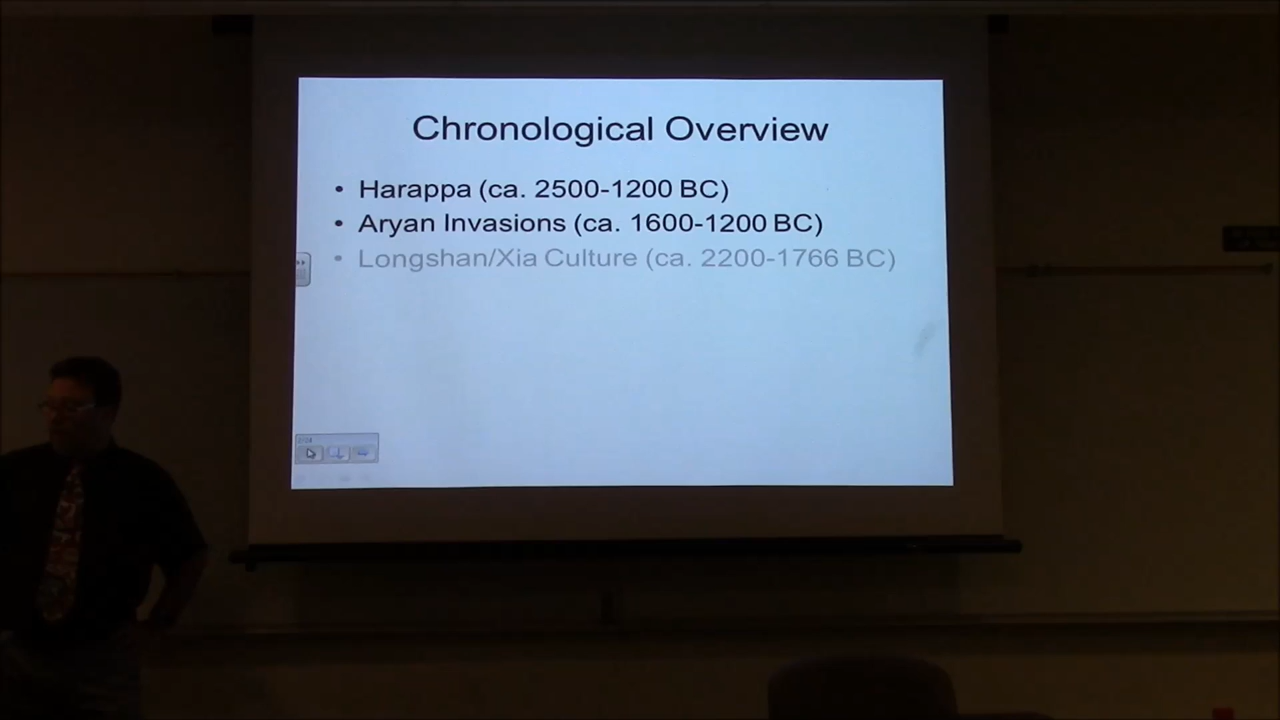 Chronological Overview
• Harappa (ca. 2500-1200 BC)
• Aryan Invasions (ca. 1600-1200 BC)
• Longshan/Xia Culture (ca. 2200-1766 BC)